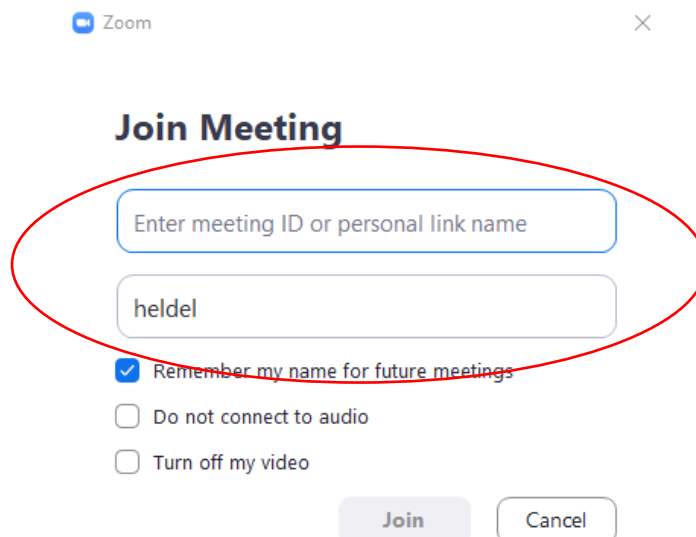 Zoom
Join Meeting
Enter meeting ID or personal link name
heldel
Remember my name for future meetings
Do not connect to audio
Turn off my video
Join Cancel